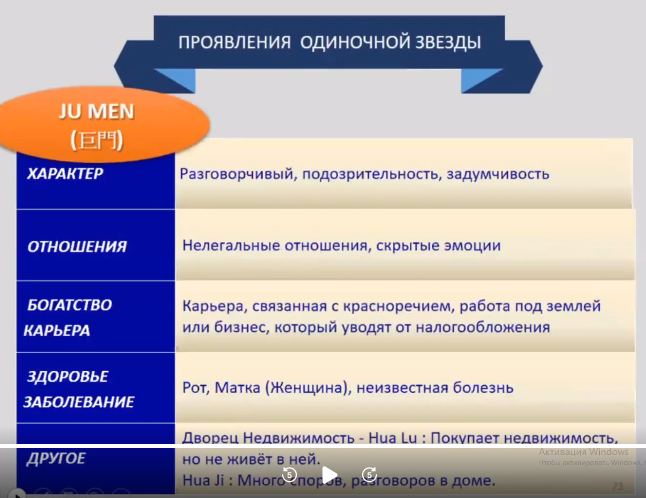 ПРОЯВЛЕНИЯ ОДИНОЧНОЙ ЗВЕЗДЫ
JU MEN
(巨門)
ХАРАКТЕР
Разговорчивый, подозрительность, задумчивость
ОТНОШЕНИЯ
Нелегальные отношения, скрытые эмоции
БОГАТСТВО
КАРЬЕРА
Карьера, связанная с красноречием, работа под землей
или бизнес, который уводят от налогообложения
ЗДОРОВЬЕ
ЗАБОЛЕВАНИЕ
Рот, Матка (Женщина), неизвестная болезнь
ДРУГОЕ
Дворец Недвижимость - Hua Lu : Покупает недвижимость,
но не живёт в ней.
Hua Ji : Много споров, разговоров в доме.
Активация Windows
Чтобы активировать Windows,
5
5
73